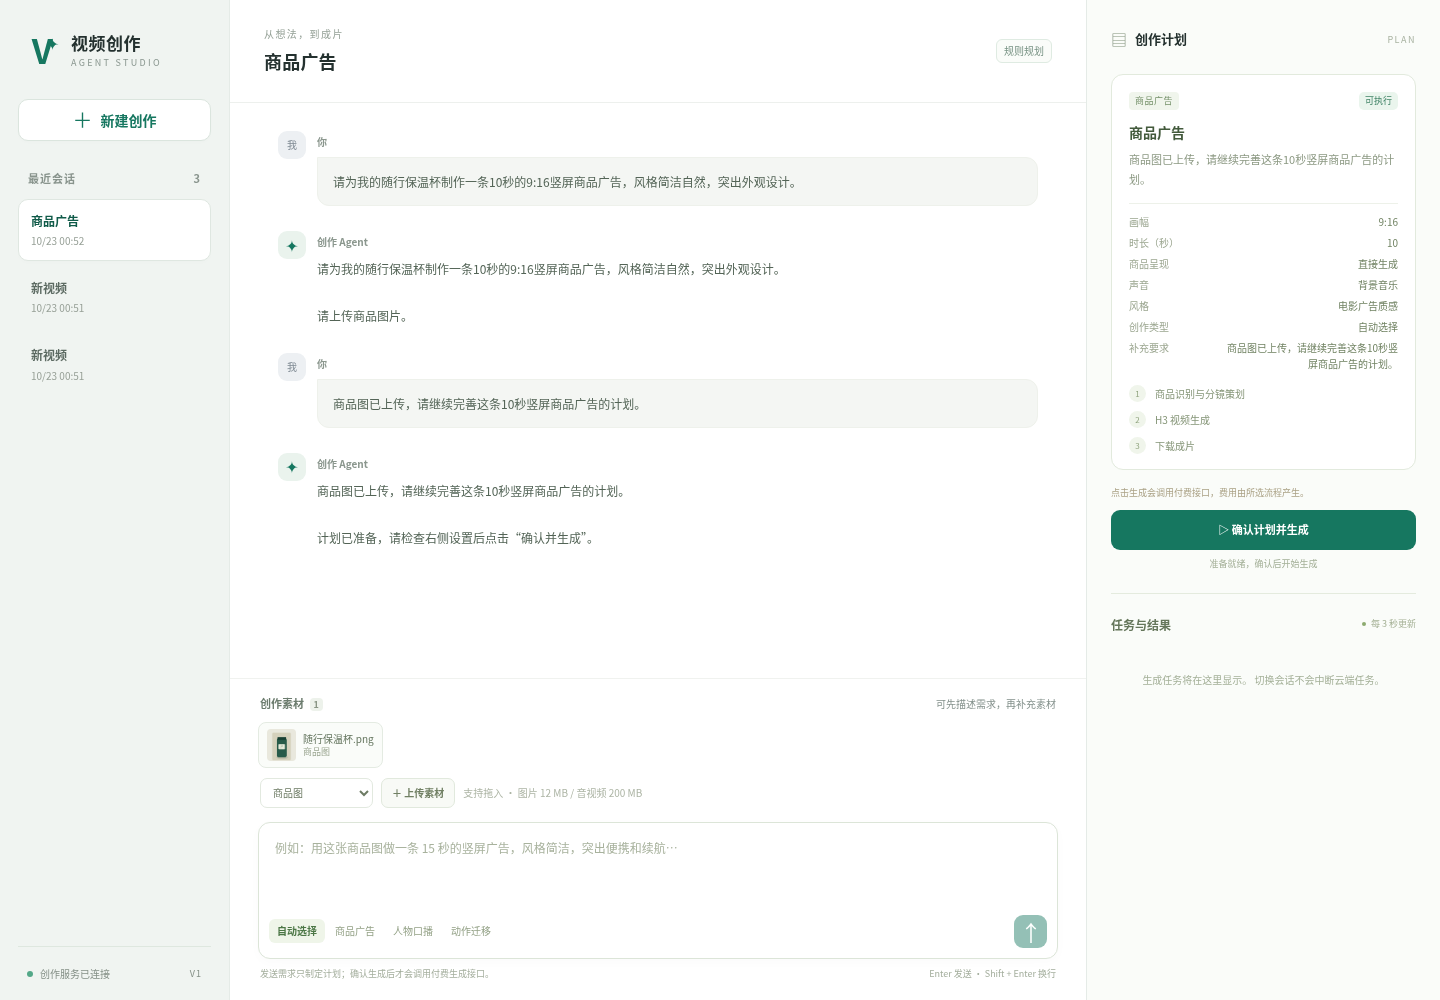 视频创作
AGENT STUDIO
新建创作
最近会话 3
商品广告
10/23 00:52
新视频
10/23 00:51
新视频
10/23 00:51
创作服务已连接 V1
从想法，到成片
商品广告
规则规划
我 你
请为我的随行保温杯制作一条10秒的9:16竖屏商品广告，风格简洁自然，突出外观设计。
创作 Agent
请为我的随行保温杯制作一条10秒的9:16竖屏商品广告，风格简洁自然，突出外观设计。
请上传商品图片。
我 你
商品图已上传，请继续完善这条10秒竖屏商品广告的计划。
创作 Agent
商品图已上传，请继续完善这条10秒竖屏商品广告的计划。
计划已准备，请检查右侧设置后点击“确认并生成”。
创作素材 1 可先描述需求，再补充素材
随行保温杯.png
商品图
商品图 ＋ 上传素材 支持拖入 · 图片 12 MB / 音视频 200 MB
例如：用这张商品图做一条 15 秒的竖屏广告，风格简洁，突出便携和续航…
自动选择 商品广告 人物口播 动作迁移
发送需求只制定计划；确认生成后才会调用付费生成接口。 Enter 发送 · Shift + Enter 换行
创作计划 PLAN
商品广告 可执行
商品广告
商品图已上传，请继续完善这条10秒竖屏商品广告的计
划。
画幅 9:16
时长（秒） 10
商品呈现 直接生成
声音 背景音乐
风格 电影广告质感
创作类型 自动选择
补充要求 商品图已上传，请继续完善这条10秒竖
屏商品广告的计划。
1 商品识别与分镜策划
2 H3 视频生成
3 下载成片
点击生成会调用付费接口，费用由所选流程产生。
▷ 确认计划并生成
准备就绪，确认后开始生成
任务与结果 每 3 秒更新
生成任务将在这里显示。 切换会话不会中断云端任务。